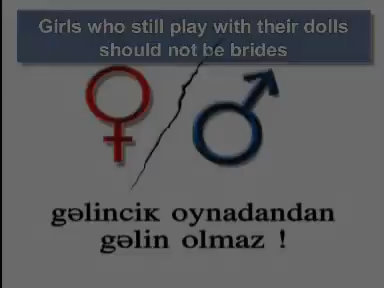 Girls who still play with their dolls
should not be brides
gəlincik oynadandan
gəlin olmaz !